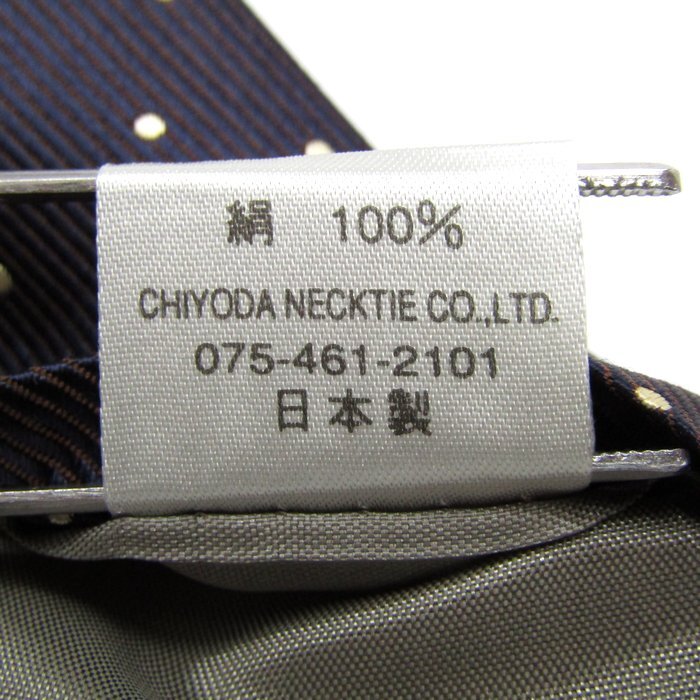 絹 100%
CHIYODA NECKTIE CO.,LTD.
075-461-2101
日本製